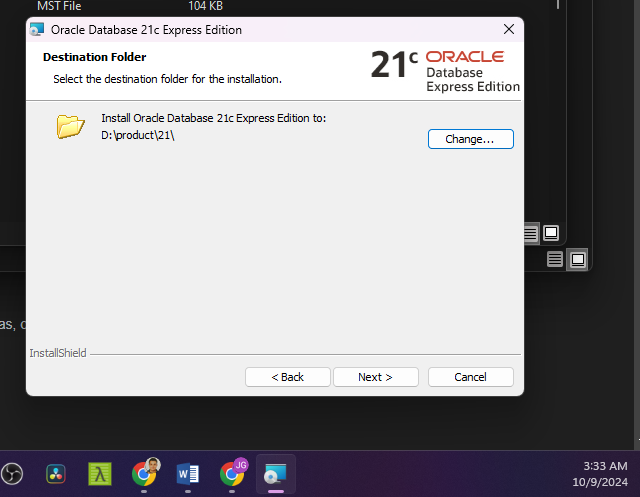 MST File 104 KB
Oracle Database 21c Express Edition
Destination Folder
Select the destination folder for the installation.
21c ORACLE
Database
Express Edition
Install Oracle Database 21c Express Edition to:
D:\product\21\
Change...
as,
InstallShield
< Back Next > Cancel
JG
3:33 AM
10/9/2024